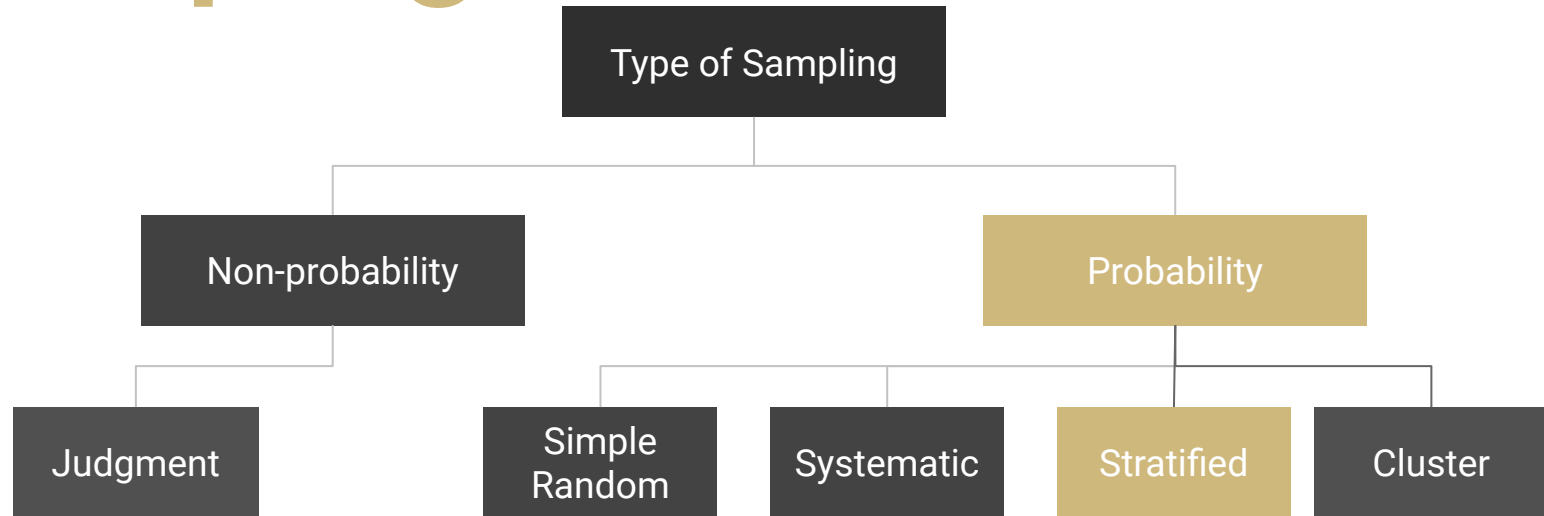 Type of Sampling
Non-probability
Probability
Judgment
Simple
Random
Systematic
Stratified
Cluster